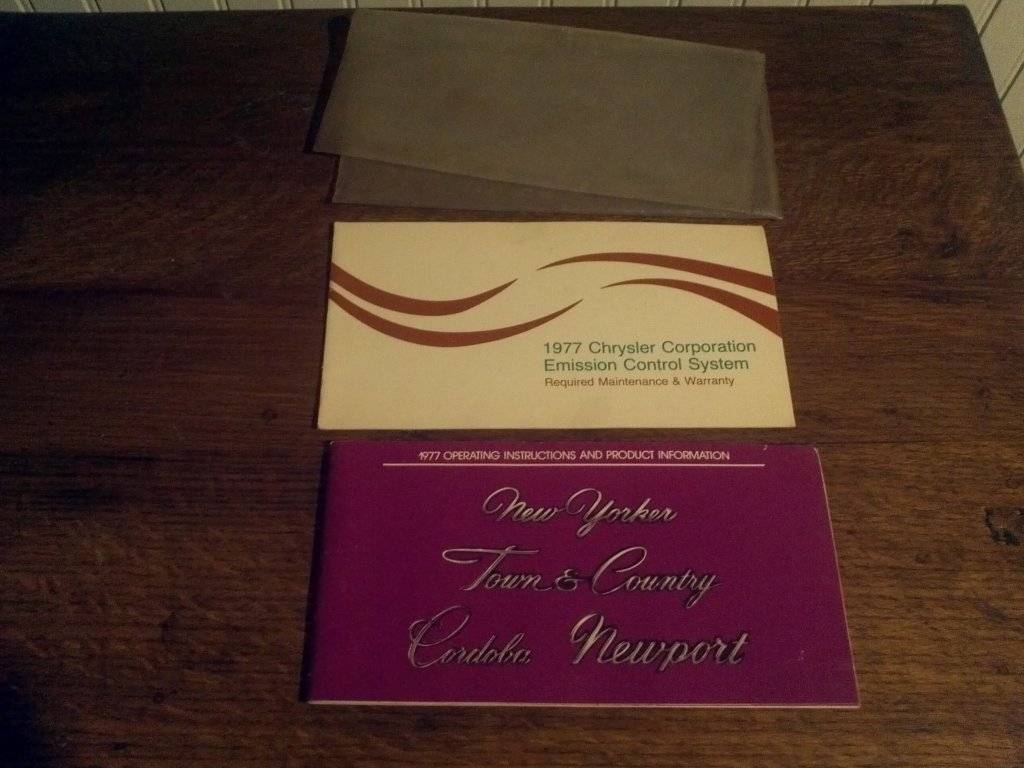 1977 Chrysler Corporation
Emission Control System
Required Maintenance & Warranty
1977 OPERATING INSTRUCTIONS AND PRODUCT INFORMATION
New Yorker
Town & Country
Cordoba Newport